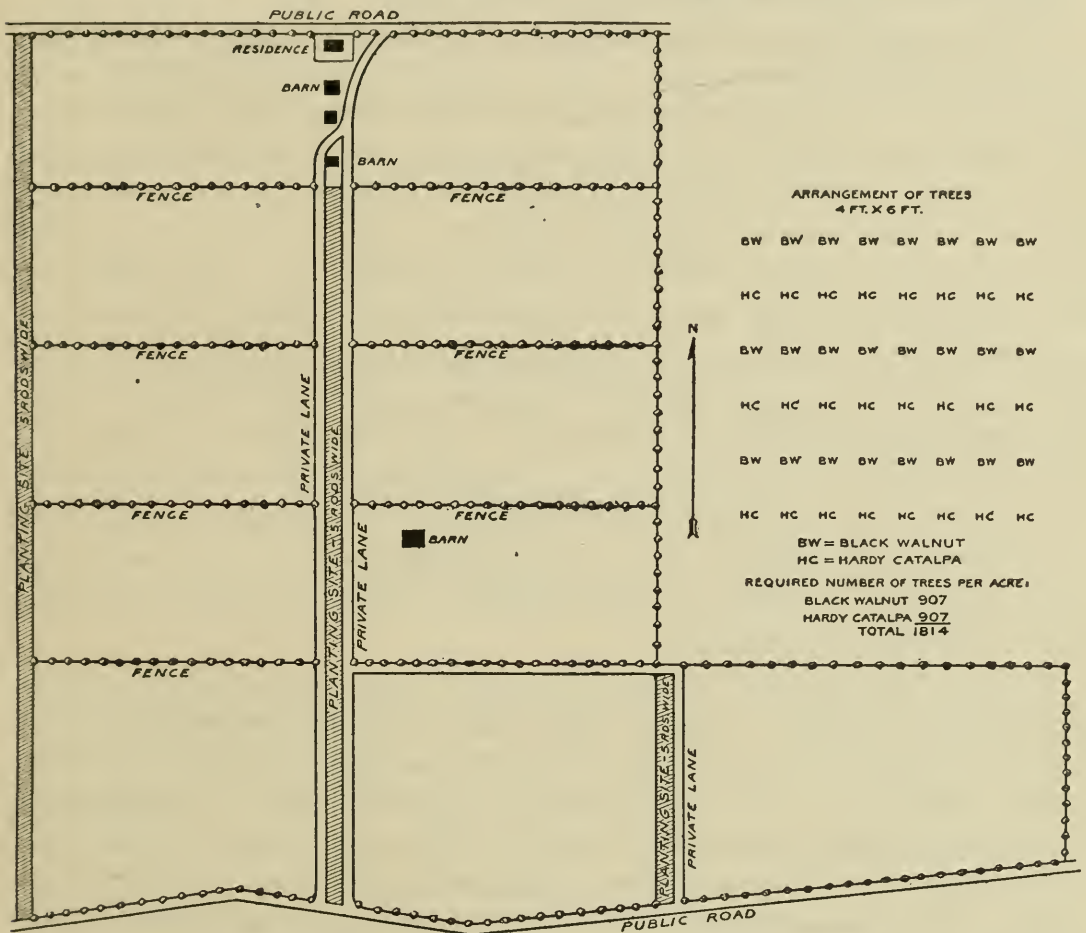 PUBLIC ROAD
RESIDENCE
BARN
BARN
FENCE
FENCE
ARRANGEMENT OF TREES
4 FT. X 6 FT.
BW BW BW BW BW BW BW BW
HC HC HC HC HC HC HC HC
BW BW BW BW BW BW BW BW
HC HC HC HC HC HC HC HC
BW BW BW BW BW BW BW BW
HC HC HC HC HC HC HC HC
BW = BLACK WALNUT
HC = HARDY CATALPA
REQUIRED NUMBER OF TREES PER ACRE:
BLACK WALNUT 907
HARDY CATALPA 907
TOTAL 1814
N
FENCE
FENCE
PLANTING SITE 5 RODS WIDE
PRIVATE LANE
PLANTING SITE - 5 RODS WIDE
PRIVATE LANE
FENCE
FENCE
BARN
FENCE
PLANTING SITE - 5 RDS WIDE
PRIVATE LANE
PUBLIC ROAD